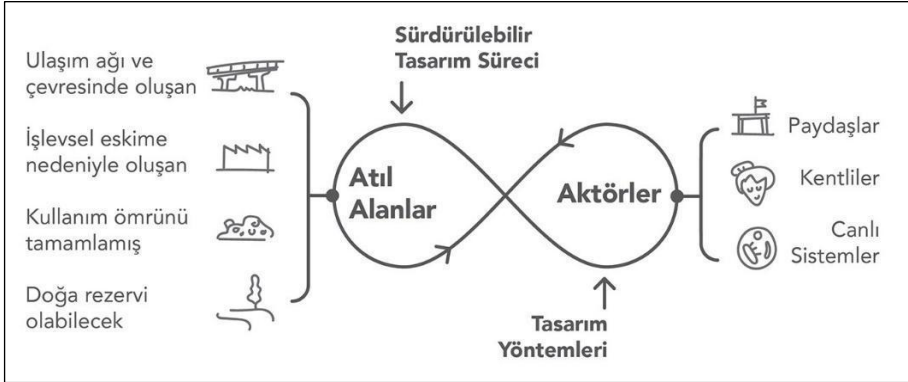 Sürdürülebilir
Tasarım Süreci
Ulaşım ağı ve
çevresinde oluşan
İşlevsel eskime
nedeniyle oluşan
Kullanım ömrünü
tamamlamış
Doğa rezervi
olabilecek
Atıl
Alanlar
Aktörler
Paydaşlar
Kentliler
Canlı
Sistemler
Tasarım
Yöntemleri